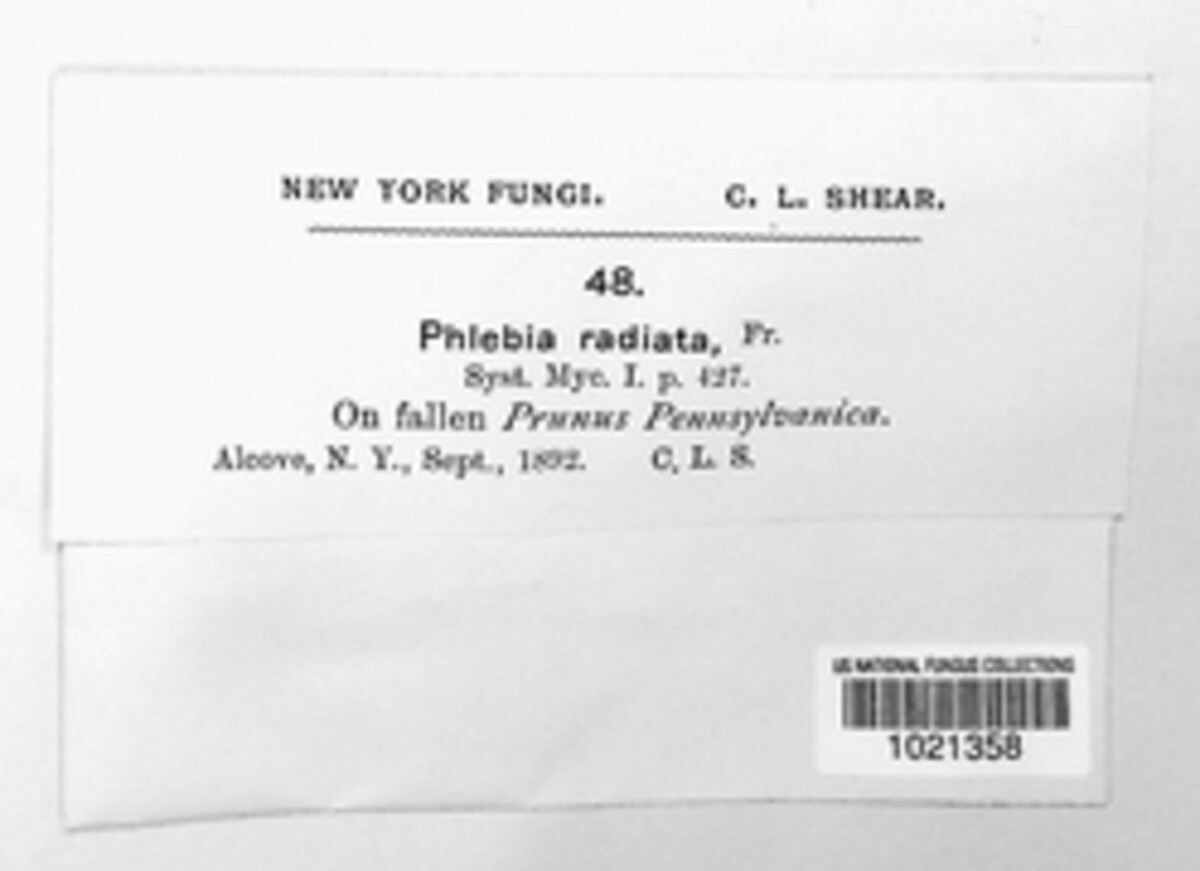 NEW YORK FUNGI. C. L. SHEAR.
48.
Phlebia radiata, Fr.
Syst. Myc. I. p. 427.
On fallen Prunus Pennsylvanica.
Alcove, N. Y., Sept., 1892. C. L. S.
US NATIONAL FUNGUS COLLECTIONS
1021358